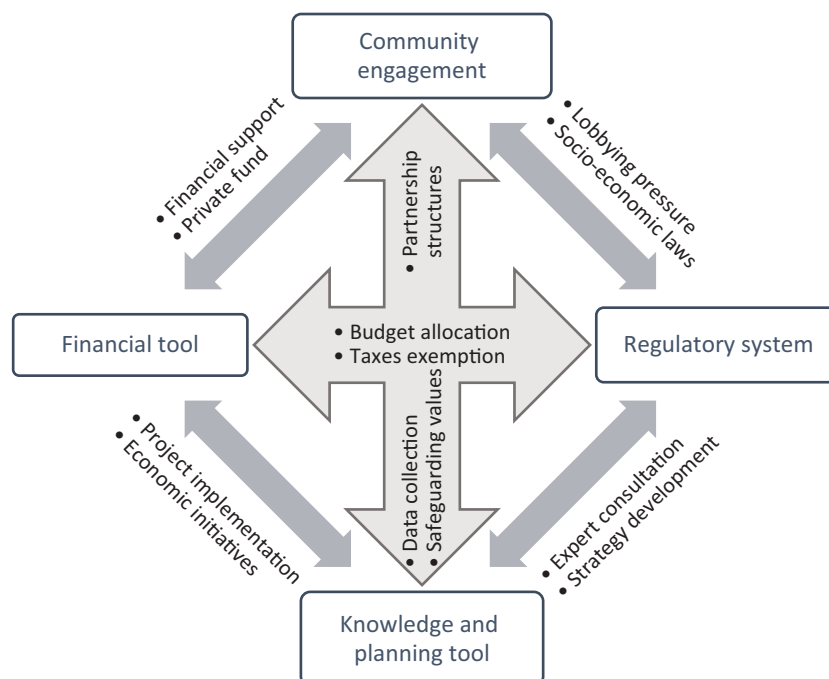 Community
engagement
• Financial support
• Private fund
• Lobbying pressure
• Socio-economic laws
• Partnership
structures
Financial tool
• Budget allocation
• Taxes exemption
Regulatory system
• Data collection
• Safeguarding values
• Project implementation
• Economic initiatives
• Expert consultation
• Strategy development
Knowledge and
planning tool